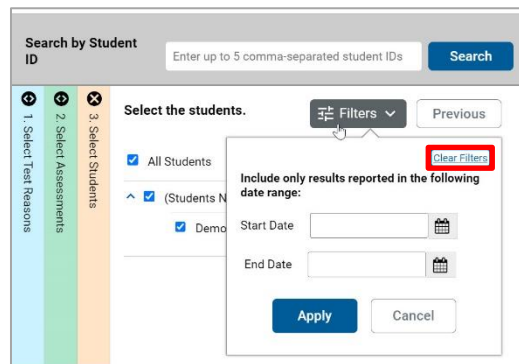 Search by Student
ID
Enter up to 5 comma-separated student IDs
Search
1. Select Test Reasons
2. Select Assessments
3. Select Students
Select the students.
Filters
Previous
All Students
(Students N
Demo
Clear Filters
Include only results reported in the following
date range:
Start Date
End Date
Apply
Cancel